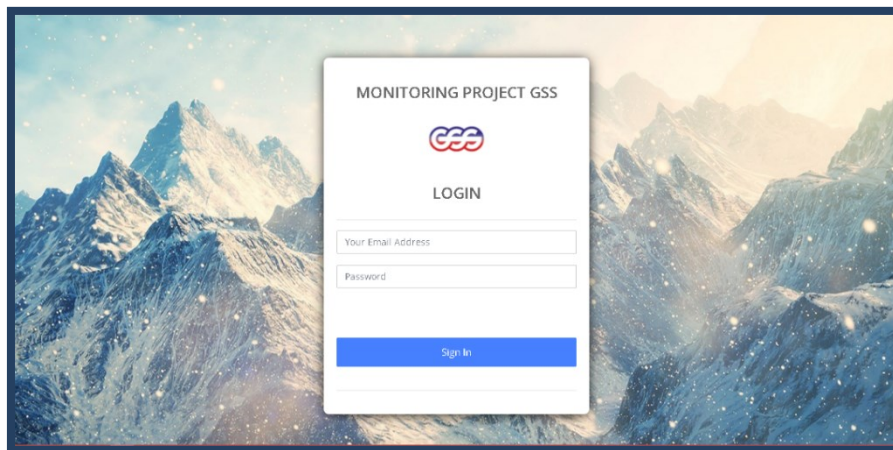 MONITORING PROJECT GSS
GSS
LOGIN
Your Email Address
Password
Sign In